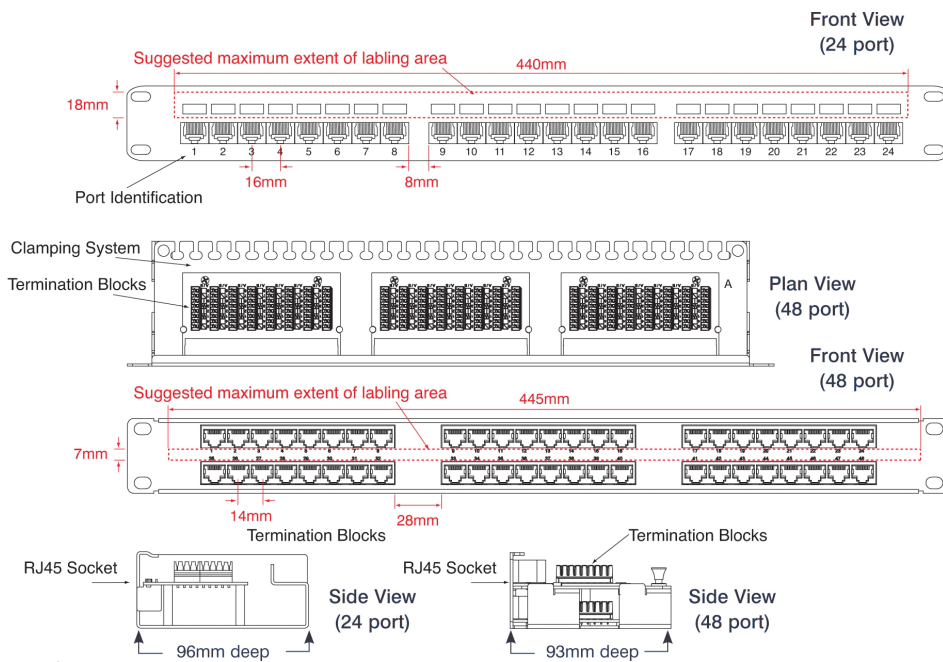 Front View
(24 port)
Suggested maximum extent of labling area
440mm
18mm
1 2 3 4 5 6 7 8 9 10 11 12 13 14 15 16 17 18 19 20 21 22 23 24
16mm
8mm
Port Identification
Clamping System
Termination Blocks
A
Plan View
(48 port)
Front View
(48 port)
Suggested maximum extent of labling area
445mm
7mm
14mm
28mm
Termination Blocks
Termination Blocks
RJ45 Socket
RJ45 Socket
Side View
(24 port)
Side View
(48 port)
96mm deep
93mm deep